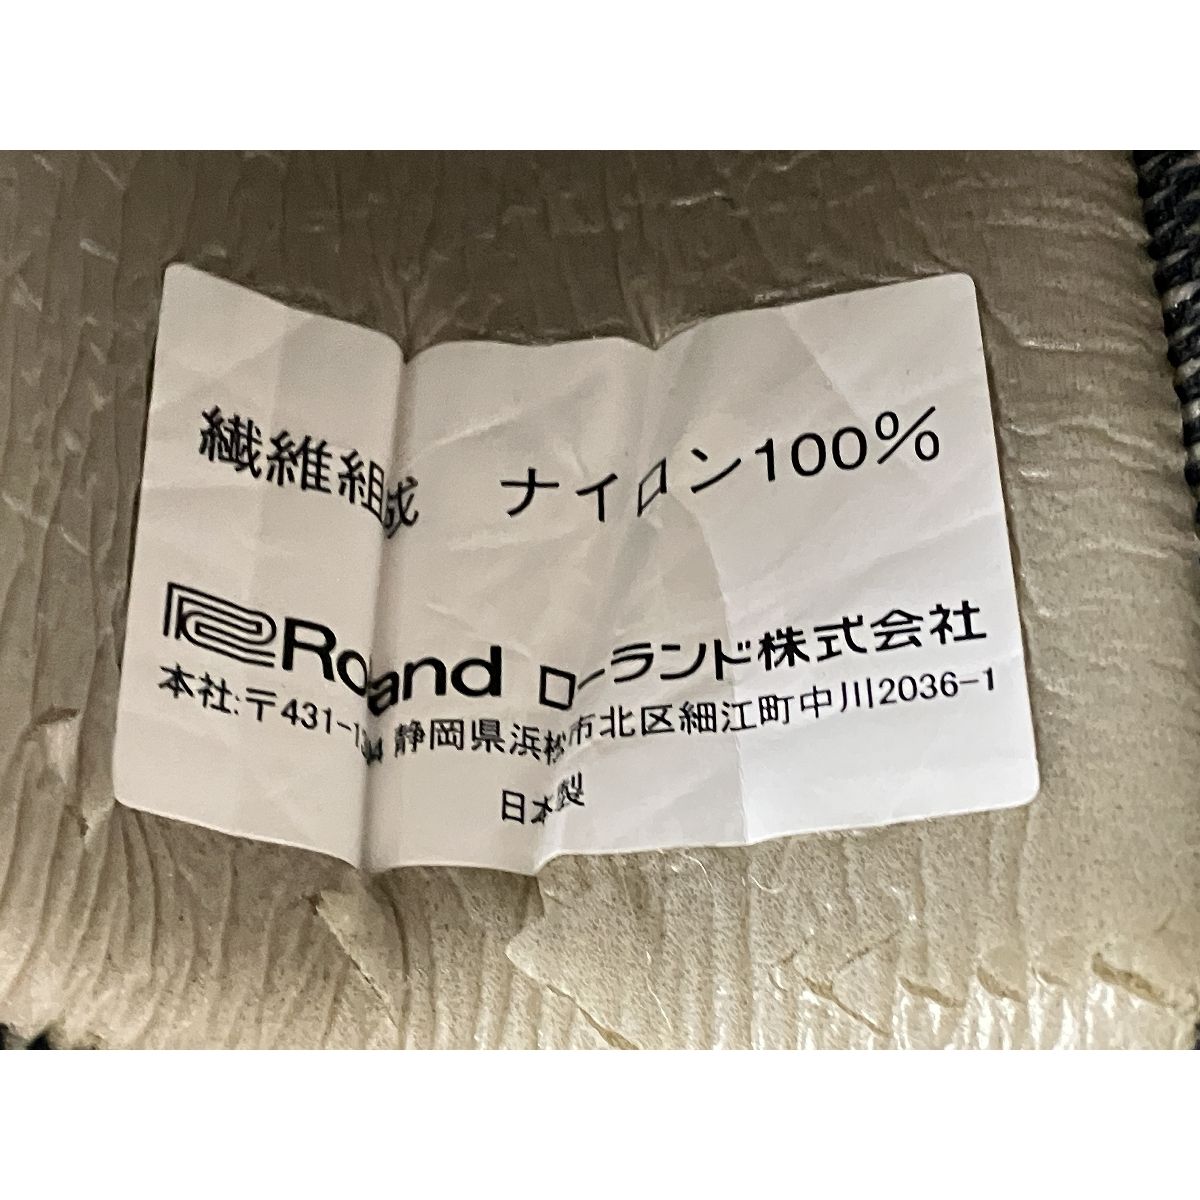 繊維組成 ナイロン100%
Roland ローランド株式会社
本社:〒431-1304 静岡県浜松市北区細江町中川2036-1
日本製